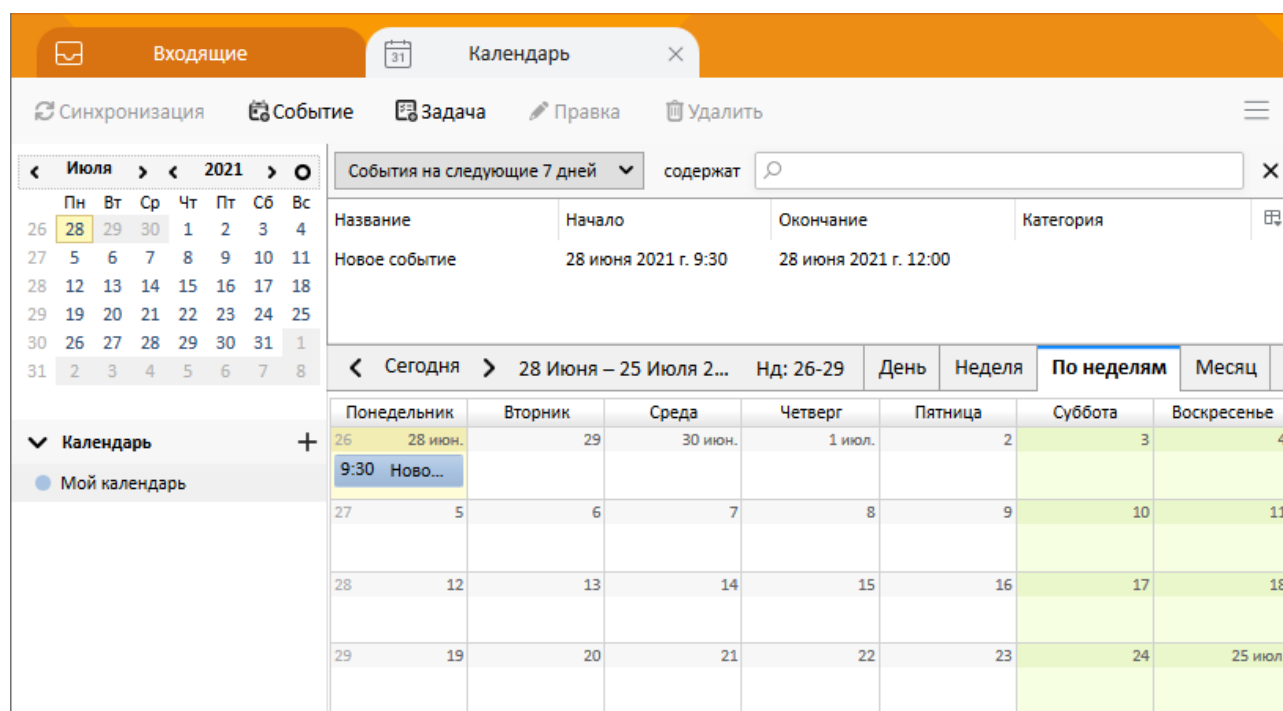 Входящие
31 Календарь
Синхронизация Событие Задача Правка Удалить
Июля 2021
Пн Вт Ср Чт Пт Сб Вс
26 28 29 30 1 2 3 4
27 5 6 7 8 9 10 11
28 12 13 14 15 16 17 18
29 19 20 21 22 23 24 25
30 26 27 28 29 30 31 1
31 2 3 4 5 6 7 8
Календарь
Мой календарь
События на следующие 7 дней содержат
Название Начало Окончание Категория
Новое событие 28 июня 2021 г. 9:30 28 июня 2021 г. 12:00
Сегодня 28 Июня – 25 Июля 2... Нд: 26-29 День Неделя По неделям Месяц
Понедельник Вторник Среда Четверг Пятница Суббота Воскресенье
26 28 июн. 29 30 июн. 1 июл. 2 3 4
9:30 Ново...
27 5 6 7 8 9 10 11
28 12 13 14 15 16 17 18
29 19 20 21 22 23 24 25 июл